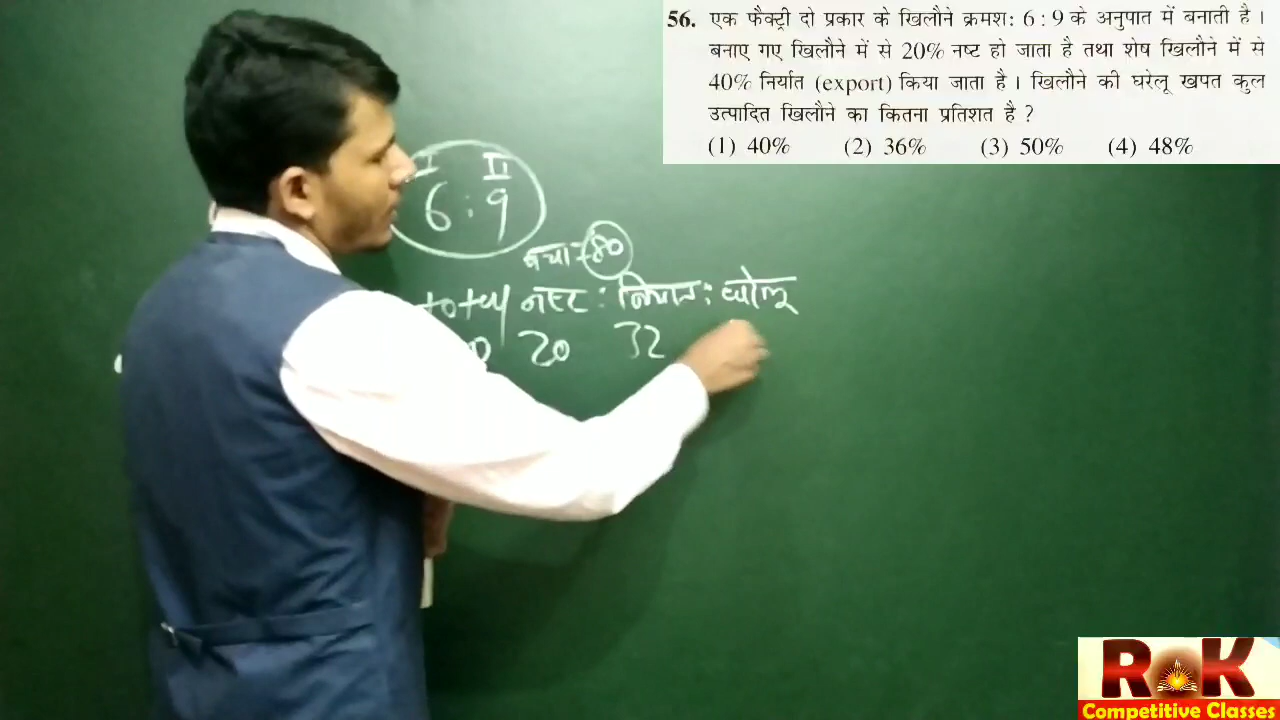 56. एक फैक्ट्री दो प्रकार के खिलौने क्रमश: 6 : 9 के अनुपात में बनाती है ।
बनाए गए खिलौने में से 20% नष्ट हो जाता है तथा शेष खिलौने में से
40% निर्यात (export) किया जाता है । खिलौने की घरेलू खपत कुल
उत्पादित खिलौने का कितना प्रतिशत है ?
(1) 40% (2) 36% (3) 50% (4) 48%
I II
6 : 9
बचा = 80
total नष्ट : निर्यात : घरेलू
20 32
ROK
Competitive Classes